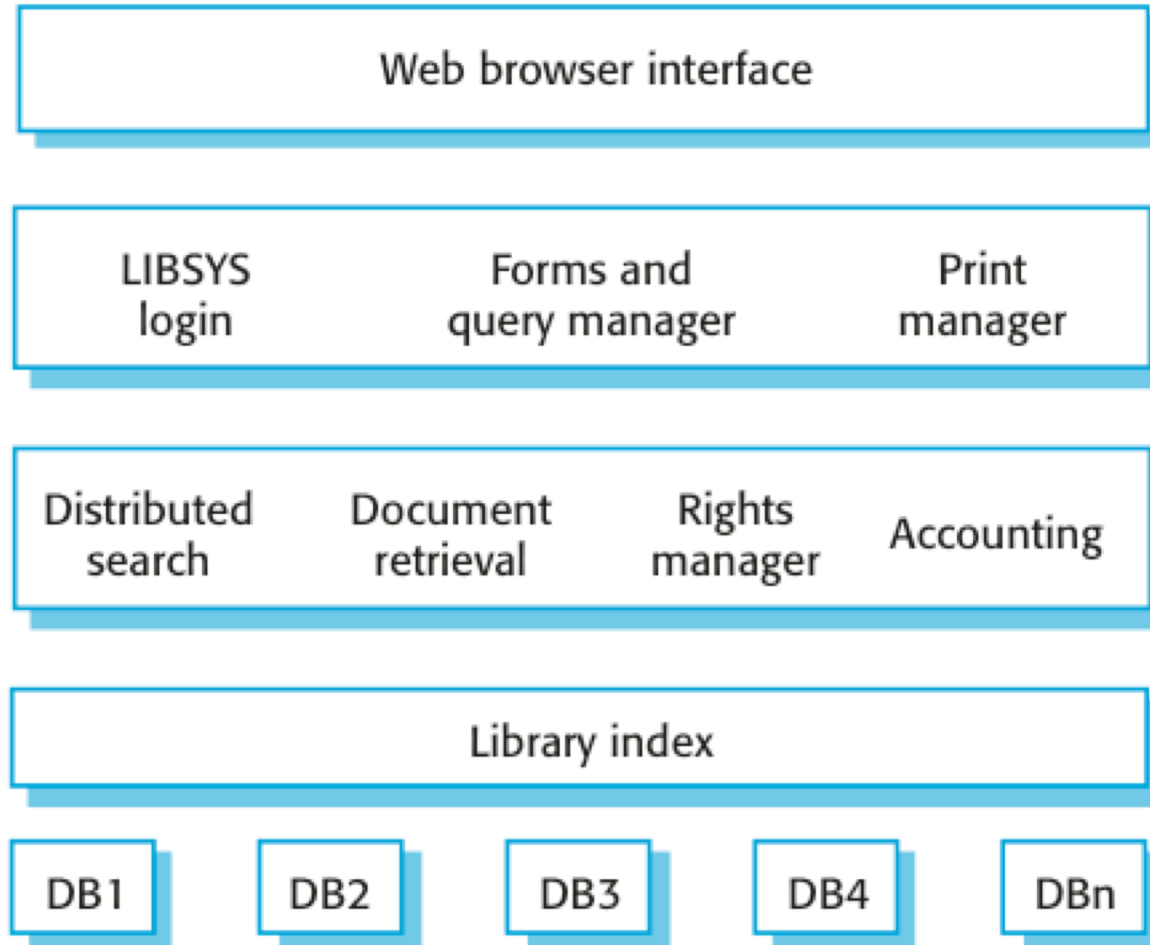 Web browser interface
LIBSYS
login
Forms and
query manager
Print
manager
Distributed
search
Document
retrieval
Rights
manager
Accounting
Library index
DB1
DB2
DB3
DB4
DBn